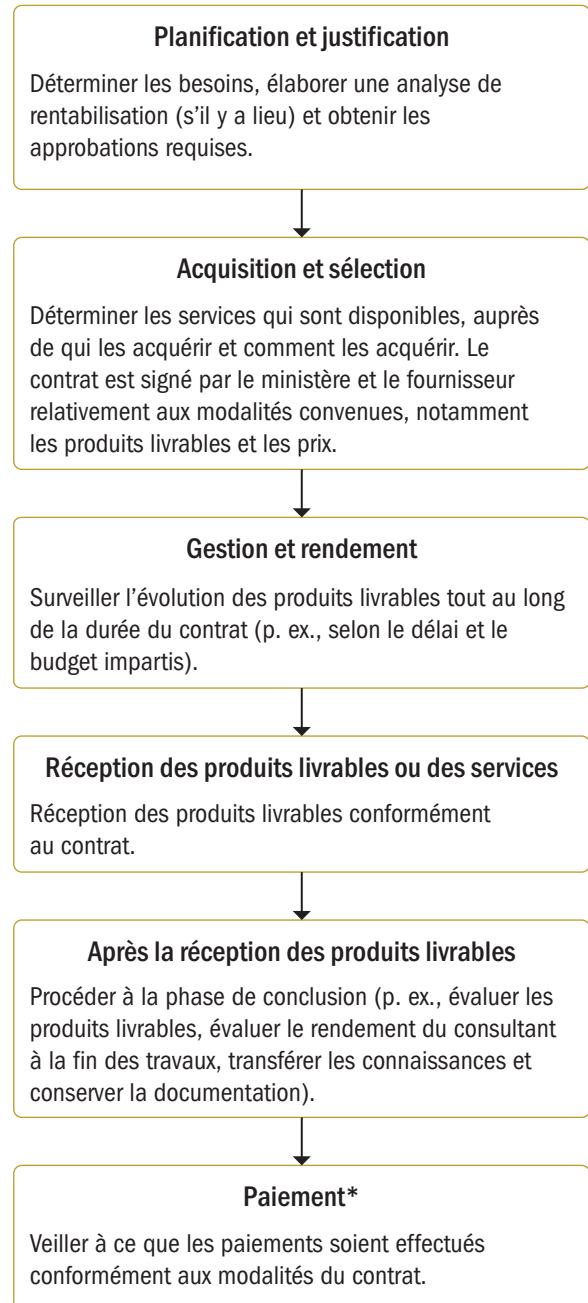 Planification et justification
Déterminer les besoins, élaborer une analyse de
rentabilisation (s’il y a lieu) et obtenir les
approbations requises.
Acquisition et sélection
Déterminer les services qui sont disponibles, auprès
de qui les acquérir et comment les acquérir. Le
contrat est signé par le ministère et le fournisseur
relativement aux modalités convenues, notamment
les produits livrables et les prix.
Gestion et rendement
Surveiller l’évolution des produits livrables tout au long
de la durée du contrat (p. ex., selon le délai et le
budget impartis).
Réception des produits livrables ou des services
Réception des produits livrables conformément
au contrat.
Après la réception des produits livrables
Procéder à la phase de conclusion (p. ex., évaluer les
produits livrables, évaluer le rendement du consultant
à la fin des travaux, transférer les connaissances et
conserver la documentation).
Paiement*
Veiller à ce que les paiements soient effectués
conformément aux modalités du contrat.